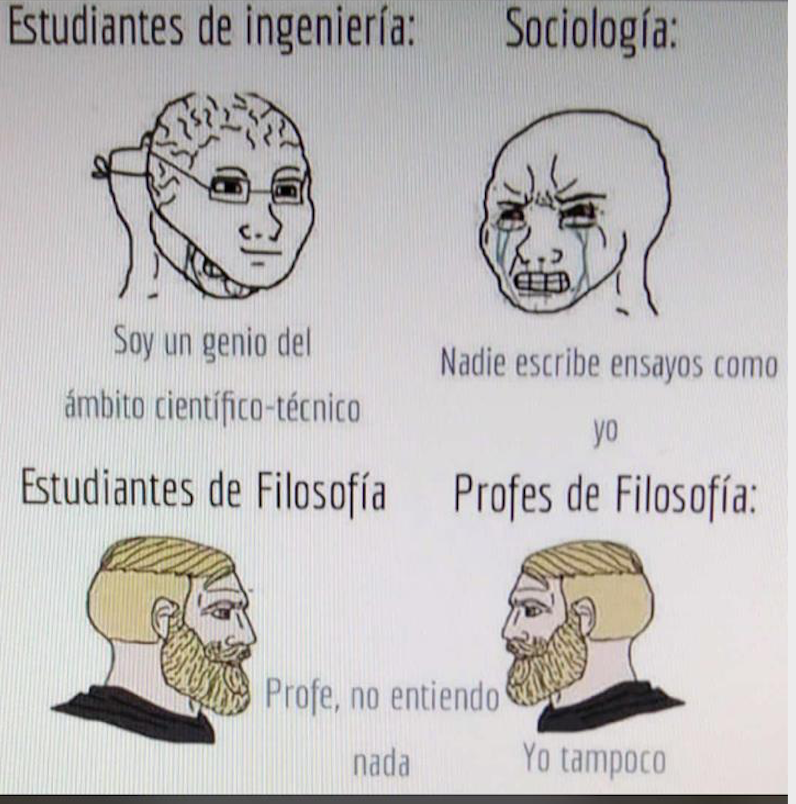 Estudiantes de ingeniería:
Sociología:
Soy un genio del
ámbito científico-técnico
Nadie escribe ensayos como
yo
Estudiantes de Filosofía
Profes de Filosofía:
Profe, no entiendo
nada
Yo tampoco